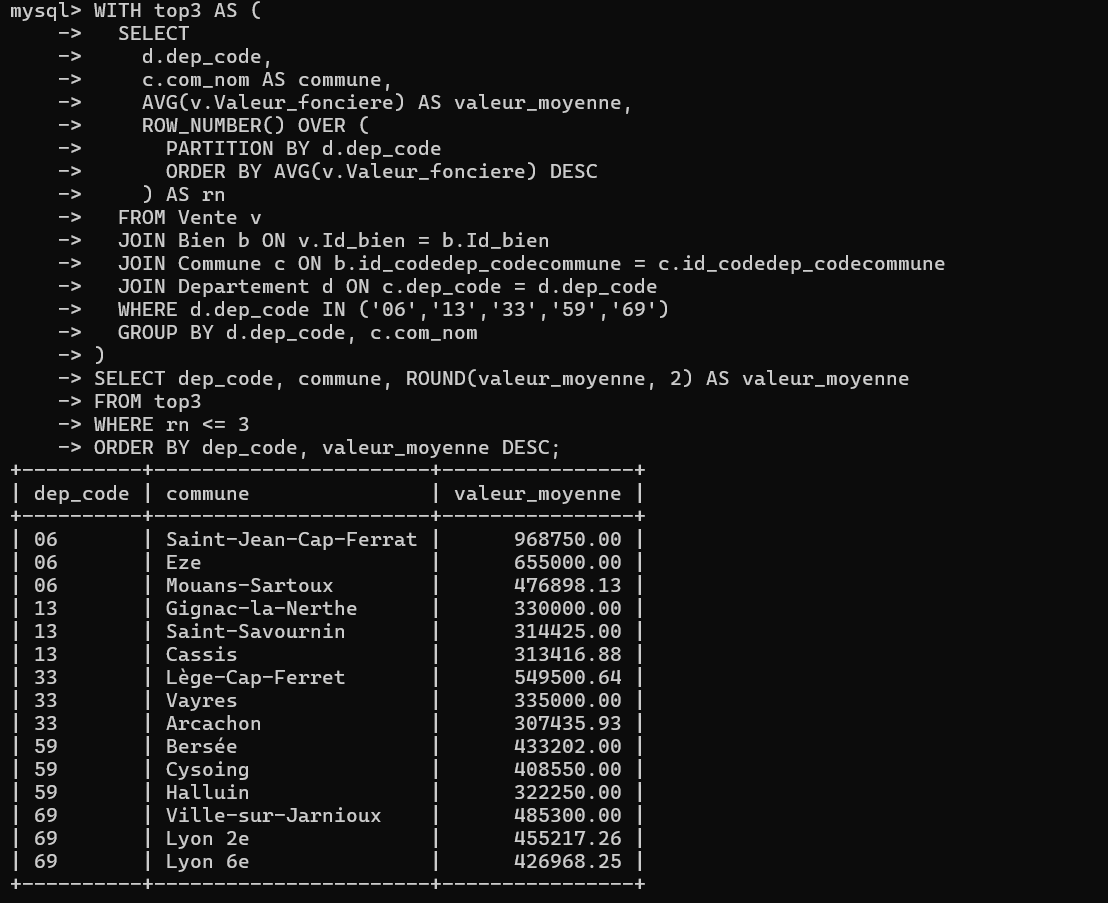 mysql> WITH top3 AS (
    ->   SELECT
    ->     d.dep_code,
    ->     c.com_nom AS commune,
    ->     AVG(v.Valeur_fonciere) AS valeur_moyenne,
    ->     ROW_NUMBER() OVER (
    ->       PARTITION BY d.dep_code
    ->       ORDER BY AVG(v.Valeur_fonciere) DESC
    ->     ) AS rn
    ->   FROM Vente v
    ->   JOIN Bien b ON v.Id_bien = b.Id_bien
    ->   JOIN Commune c ON b.id_codedep_codecommune = c.id_codedep_codecommune
    ->   JOIN Departement d ON c.dep_code = d.dep_code
    ->   WHERE d.dep_code IN ('06','13','33','59','69')
    ->   GROUP BY d.dep_code, c.com_nom
    -> )
    -> SELECT dep_code, commune, ROUND(valeur_moyenne, 2) AS valeur_moyenne
    -> FROM top3
    -> WHERE rn <= 3
    -> ORDER BY dep_code, valeur_moyenne DESC;
+----------+-----------------------+----------------+
| dep_code | commune               | valeur_moyenne |
+----------+-----------------------+----------------+
| 06       | Saint-Jean-Cap-Ferrat |      968750.00 |
| 06       | Eze                   |      655000.00 |
| 06       | Mouans-Sartoux        |      476898.13 |
| 13       | Gignac-la-Nerthe      |      330000.00 |
| 13       | Saint-Savournin       |      314425.00 |
| 13       | Cassis                |      313416.88 |
| 33       | Lège-Cap-Ferret       |      549500.64 |
| 33       | Vayres                |      335000.00 |
| 33       | Arcachon              |      307435.93 |
| 59       | Bersée                |      433202.00 |
| 59       | Cysoing               |      408550.00 |
| 59       | Halluin               |      322250.00 |
| 69       | Ville-sur-Jarnioux    |      485300.00 |
| 69       | Lyon 2e               |      455217.26 |
| 69       | Lyon 6e               |      426968.25 |
+----------+-----------------------+----------------+